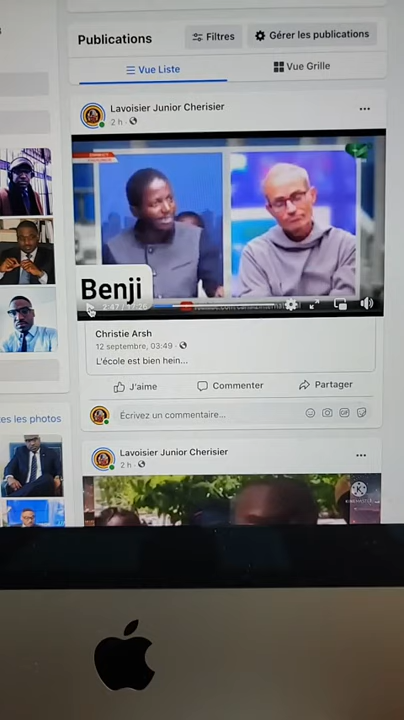 Publications
Filtres
Gérer les publications
Vue Liste
Vue Grille
Lavoisier Junior Cherisier
2 h
Benji
Christie Arsh
12 septembre, 03:49
L'école est bien hein...
J'aime
Commenter
Partager
Écrivez un commentaire...
es les photos
Lavoisier Junior Cherisier
2 h